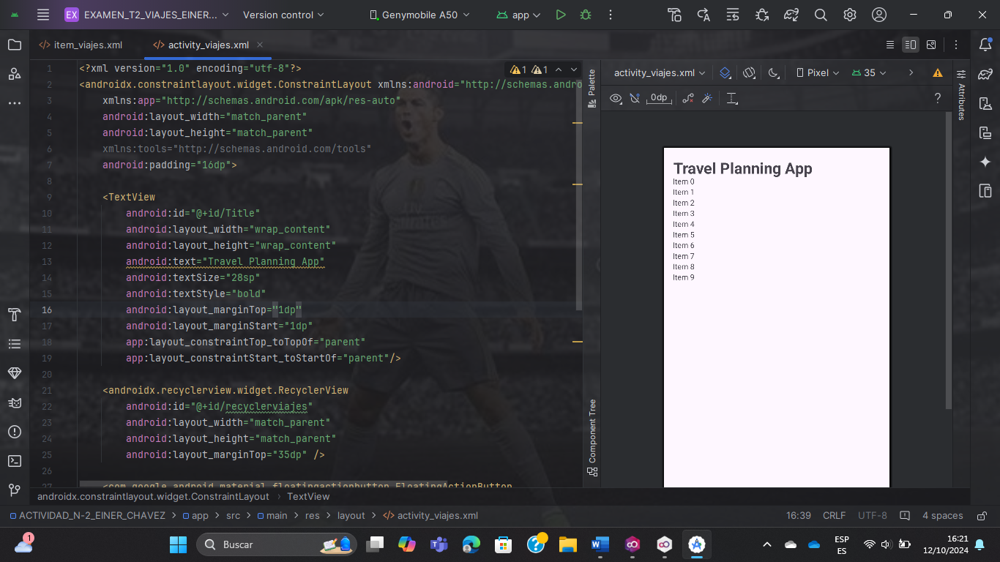 EX EXAMEN_T2_VIAJES_EINER... Version control Genymobile A50 app
item_viajes.xml activity_viajes.xml
1 <?xml version="1.0" encoding="utf-8"?>
2 <androidx.constraintlayout.widget.ConstraintLayout xmlns:android="http://schemas.andro
3 xmlns:app="http://schemas.android.com/apk/res-auto"
4 android:layout_width="match_parent"
5 android:layout_height="match_parent"
6 xmlns:tools="http://schemas.android.com/tools"
7 android:padding="16dp">
8
9 <TextView
10 android:id="@+id/Title"
11 android:layout_width="wrap_content"
12 android:layout_height="wrap_content"
13 android:text="Travel Planning App"
14 android:textSize="28sp"
15 android:textStyle="bold"
16 android:layout_marginTop="1dp"
17 android:layout_marginStart="1dp"
18 app:layout_constraintTop_toTopOf="parent"
19 app:layout_constraintStart_toStartOf="parent"/>
20
21 <androidx.recyclerview.widget.RecyclerView
22 android:id="@+id/recyclerviajes"
23 android:layout_width="match_parent"
24 android:layout_height="match_parent"
25 android:layout_marginTop="35dp" />
26
27 <com.google.android.material.floatingactionbutton.FloatingActionButton
1 1
Palette
Component Tree
activity_viajes.xml Pixel 35
0dp ?
Attributes
Travel Planning App
Item 0
Item 1
Item 2
Item 3
Item 4
Item 5
Item 6
Item 7
Item 8
Item 9
androidx.constraintlayout.widget.ConstraintLayout > TextView
ACTIVIDAD_N-2_EINER_CHAVEZ > app > src > main > res > layout > activity_viajes.xml 16:39 CRLF UTF-8 4 spaces
1 Buscar
ESP
ES
16:21
12/10/2024